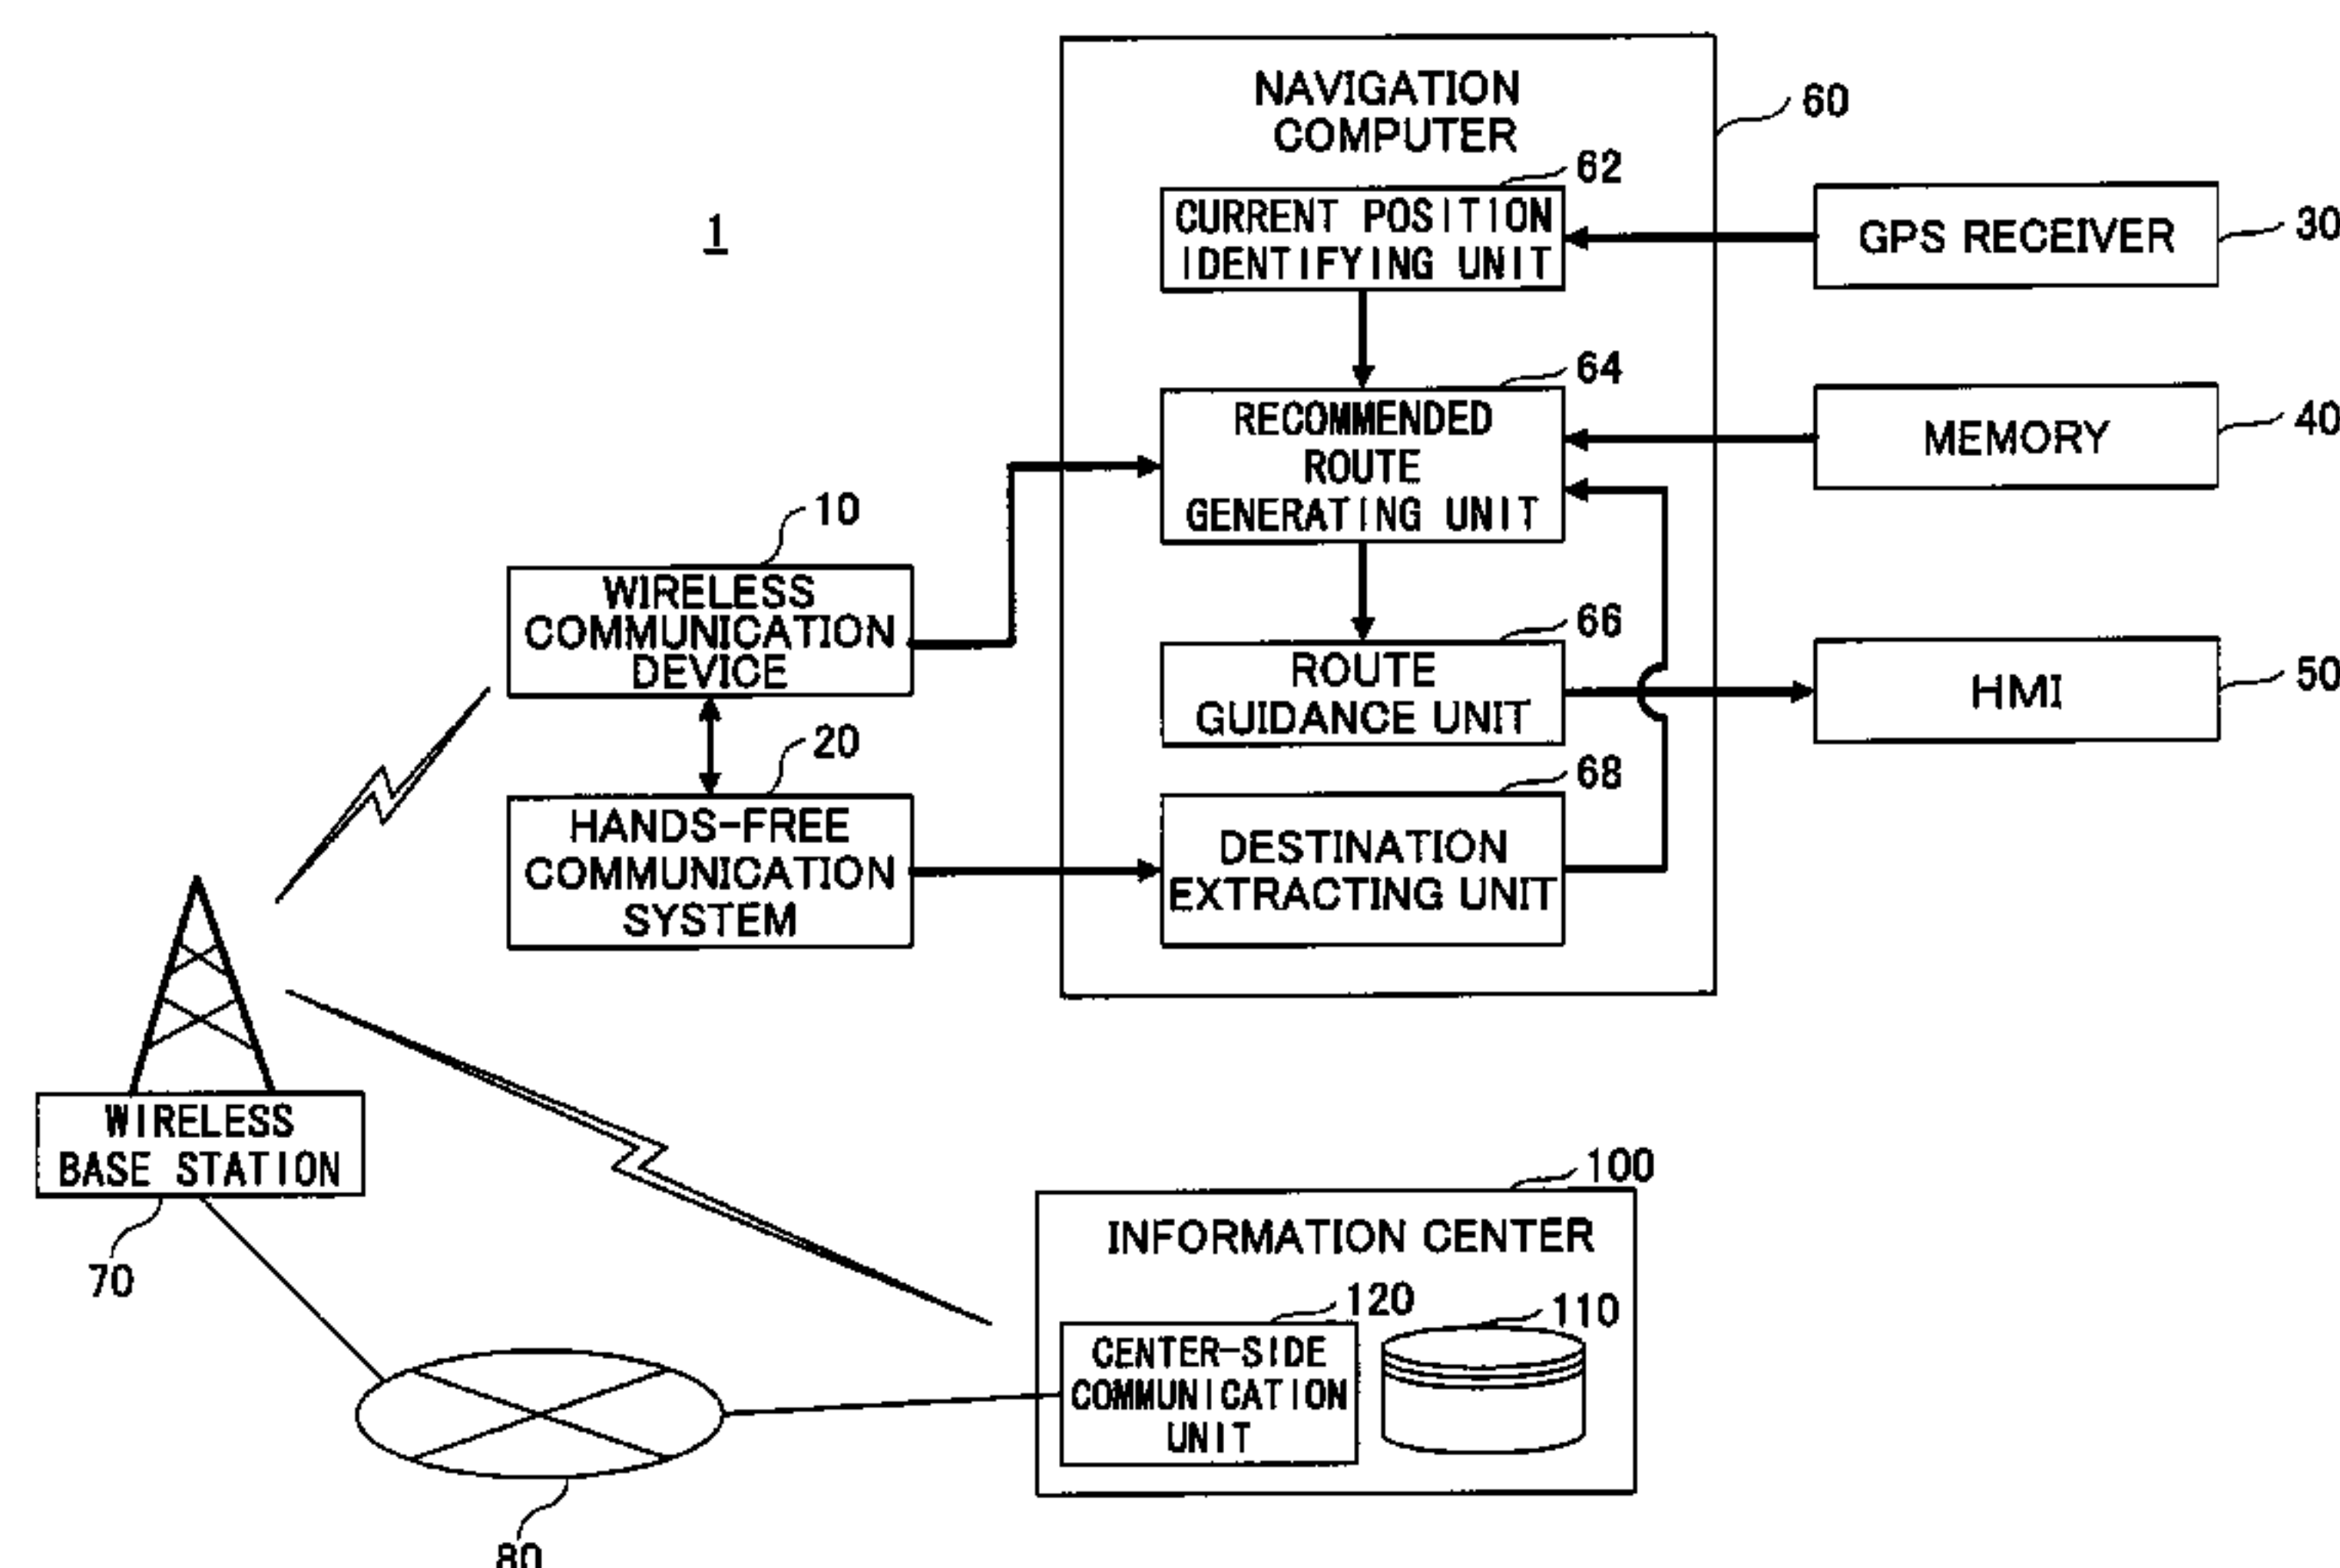 NAVIGATION
COMPUTER
60
62
CURRENT POSITION
IDENTIFYING UNIT
GPS RECEIVER
30
1
64
RECOMMENDED
ROUTE
GENERATING UNIT
MEMORY
40
10
WIRELESS
COMMUNICATION
DEVICE
66
ROUTE
GUIDANCE UNIT
HMI
50
20
HANDS-FREE
COMMUNICATION
SYSTEM
68
DESTINATION
EXTRACTING UNIT
WIRELESS
BASE STATION
70
100
INFORMATION CENTER
120
110
CENTER-SIDE
COMMUNICATION
UNIT
80